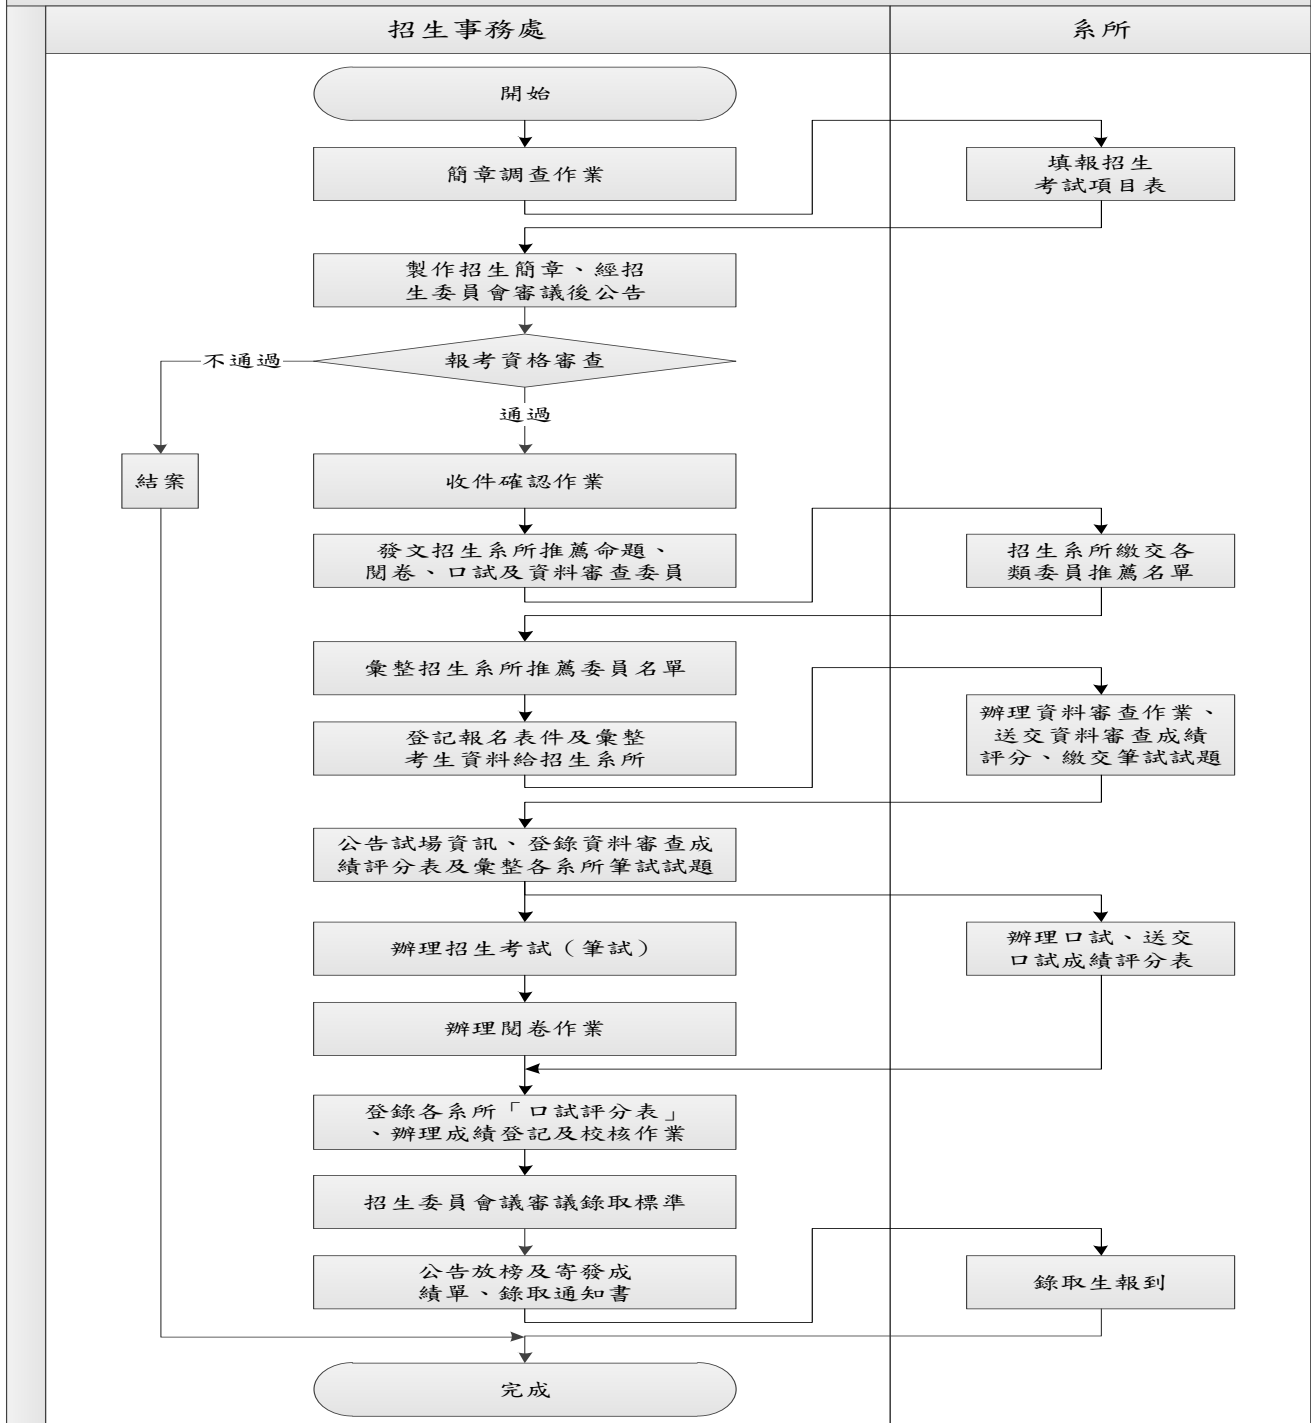 招生事務處
系所
開始
簡章調查作業
填報招生
考試項目表
製作招生簡章、經招
生委員會審議後公告
不通過
報考資格審查
通過
結案
收件確認作業
發文招生系所推薦命題、
閱卷、口試及資料審查委員
招生系所繳交各
類委員推薦名單
彙整招生系所推薦委員名單
登記報名表件及彙整
考生資料給招生系所
辦理資料審查作業、
送交資料審查成績
評分、繳交筆試試題
公告試場資訊、登錄資料審查成
績評分表及彙整各系所筆試試題
辦理招生考試（筆試）
辦理口試、送交
口試成績評分表
辦理閱卷作業
登錄各系所「口試評分表」
、辦理成績登記及校核作業
招生委員會議審議錄取標準
公告放榜及寄發成
績單、錄取通知書
錄取生報到
完成